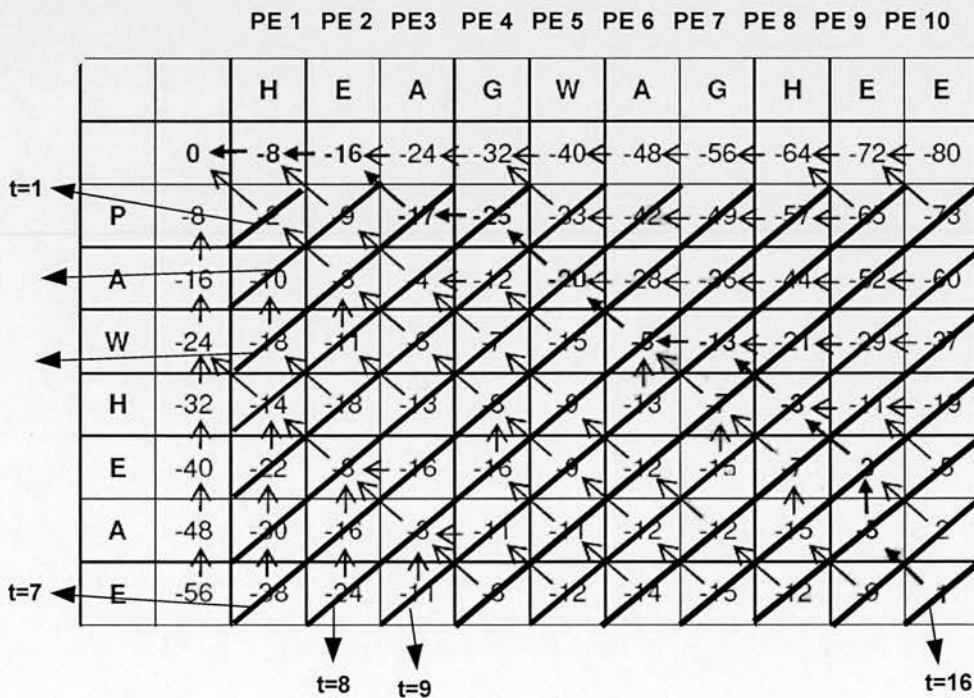 PE 1 PE 2 PE3 PE 4 PE 5 PE 6 PE 7 PE 8 PE 9 PE 10
H E A G W A G H E E
0 -8 -16 -24 -32 -40 -48 -56 -64 -72 -80
t=1
P -8 -2 -9 -17 -25 -33 -42 -49 -57 -65 -73
A -16 -10 -3 -4 -12 -20 -28 -36 -44 -52 -60
W -24 -18 -11 -6 -7 -15 -5 -13 -21 -29 -37
H -32 -14 -18 -13 -8 -9 -13 -7 -3 -11 -19
E -40 -22 -8 -16 -16 -9 -12 -15 -7 3 -5
A -48 -30 -16 -3 -11 -11 -12 -12 -15 -5 2
t=7 E -56 -38 -24 -11 -6 -12 -14 -15 -12 -9 1
t=8 t=9 t=16